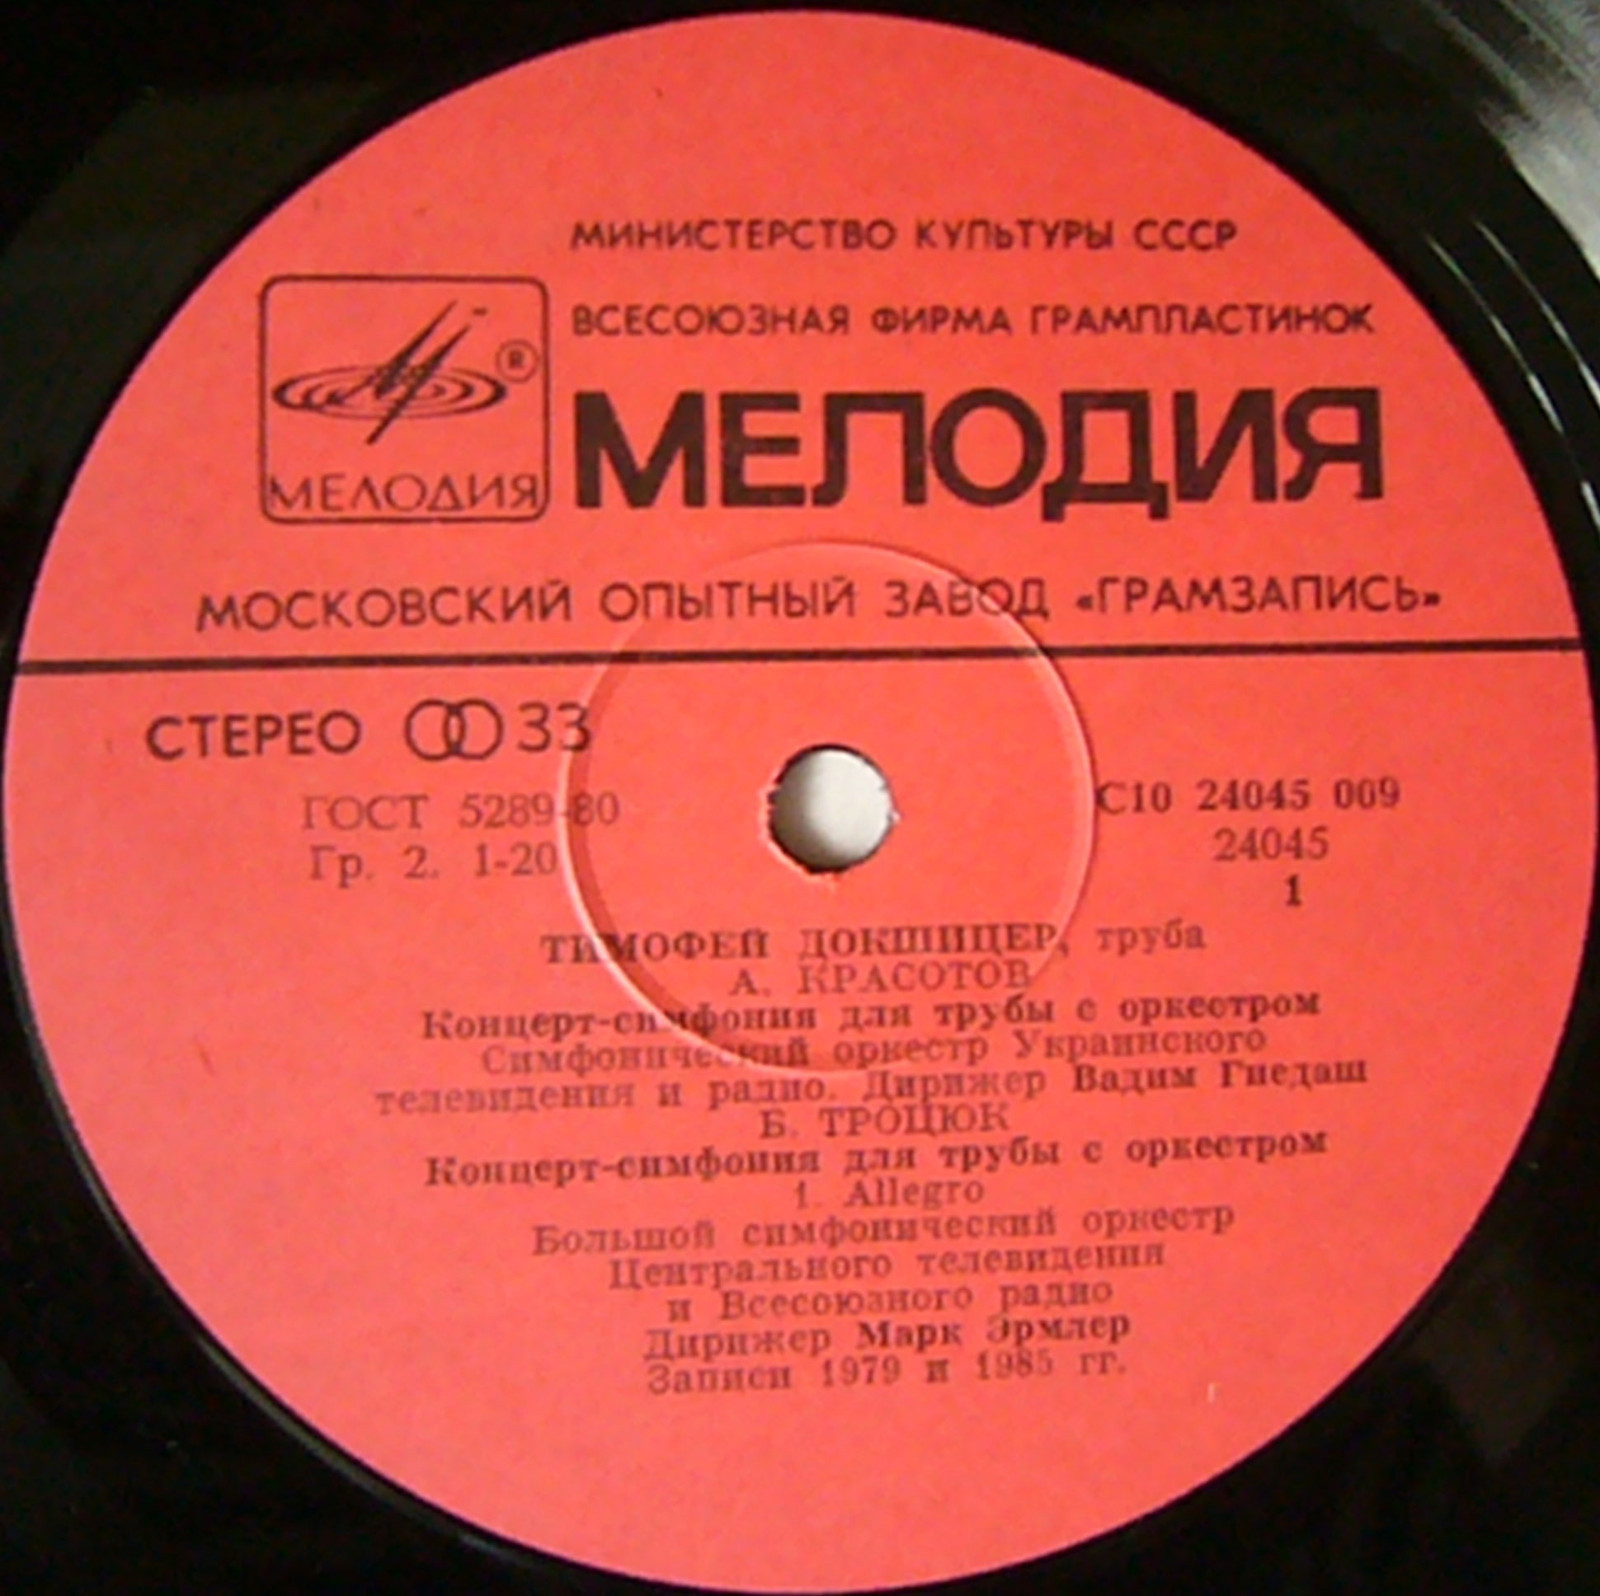 МИНИСТЕРСТВО КУЛЬТУРЫ СССР
ВСЕСОЮЗНАЯ ФИРМА ГРАМПЛАСТИНОК
®
МЕЛОДИЯ
МЕЛОДИЯ
МОСКОВСКИЙ ОПЫТНЫЙ ЗАВОД «ГРАМЗАПИСЬ»
СТЕРЕО 33
ГОСТ 5289-80
Гр. 2. 1-20
С10 24045 009
24045
1
ТИМОФЕЙ ДОКШИЦЕР, труба
А. КРАСОТОВ
Концерт-симфония для трубы с оркестром
Симфонический оркестр Украинского
телевидения и радио. Дирижер Вадим Гнедаш
Б. ТРОЦЮК
Концерт-симфония для трубы с оркестром
1. Allegro
Большой симфонический оркестр
Центрального телевидения
и Всесоюзного радио
Дирижер Марк Эрмлер
Записи 1979 и 1985 гг.